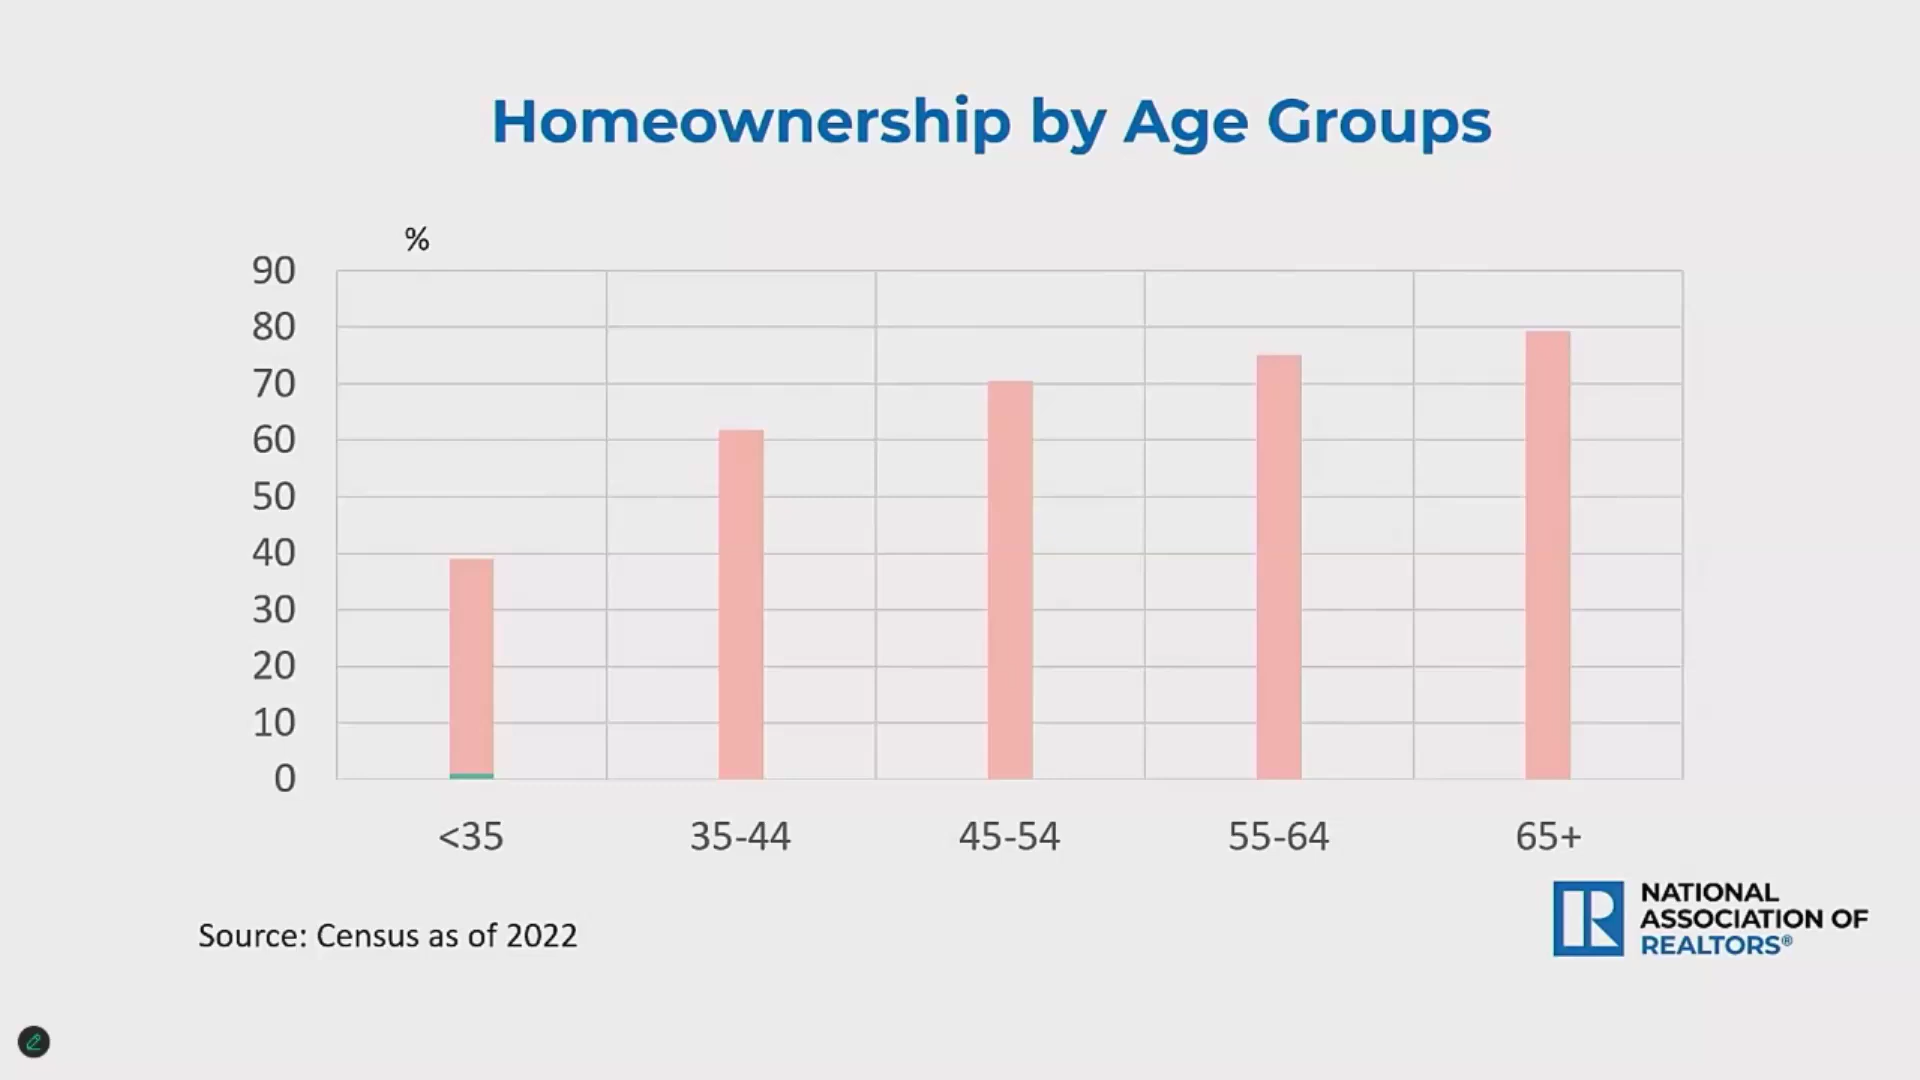 Homeownership by Age Groups
%
90
80
70
60
50
40
30
20
10
0
<35 35-44 45-54 55-64 65+
Source: Census as of 2022
R
NATIONAL
ASSOCIATION OF
REALTORS®